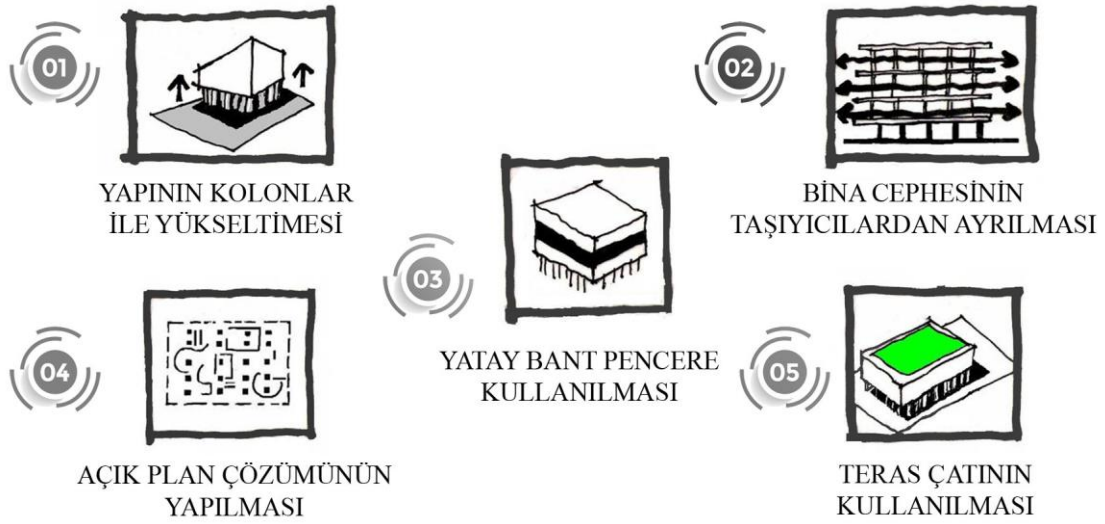 01
YAPININ KOLONLAR
İLE YÜKSELTİMESİ
02
BİNA CEPHESİNİN
TAŞIYICILARDAN AYRILMASI
03
YATAY BANT PENCERE
KULLANILMASI
04
AÇIK PLAN ÇÖZÜMÜNÜN
YAPILMASI
05
TERAS ÇATININ
KULLANILMASI